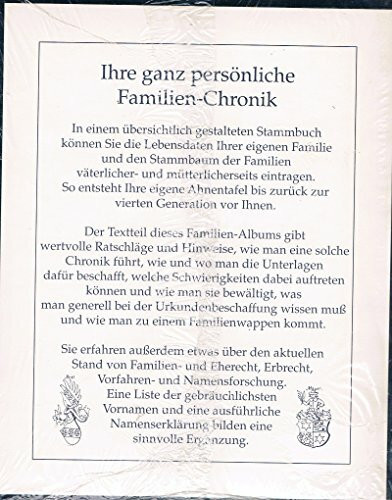 Ihre ganz persönliche
Familien-Chronik
In einem übersichtlich gestalteten Stammbuch
können Sie die Lebensdaten Ihrer eigenen Familie
und den Stammbaum der Familien
väterlicher- und mütterlicherseits eintragen.
So entsteht Ihre eigene Ahnentafel bis zurück zur
vierten Generation vor Ihnen.
Der Textteil dieses Familien-Albums gibt
wertvolle Ratschläge und Hinweise, wie man eine solche
Chronik führt, wie und wo man die Unterlagen
dafür beschafft, welche Schwierigkeiten dabei auftreten
können und wie man sie bewältigt, was
man generell bei der Urkundenbeschaffung wissen muß
und wie man zu einem Familienwappen kommt.
Sie erfahren außerdem etwas über den aktuellen
Stand von Familien- und Eherecht, Erbrecht,
Vorfahren- und Namensforschung.
Eine Liste der gebräuchlichsten
Vornamen und eine ausführliche
Namenserklärung bilden eine
sinnvolle Ergänzung.